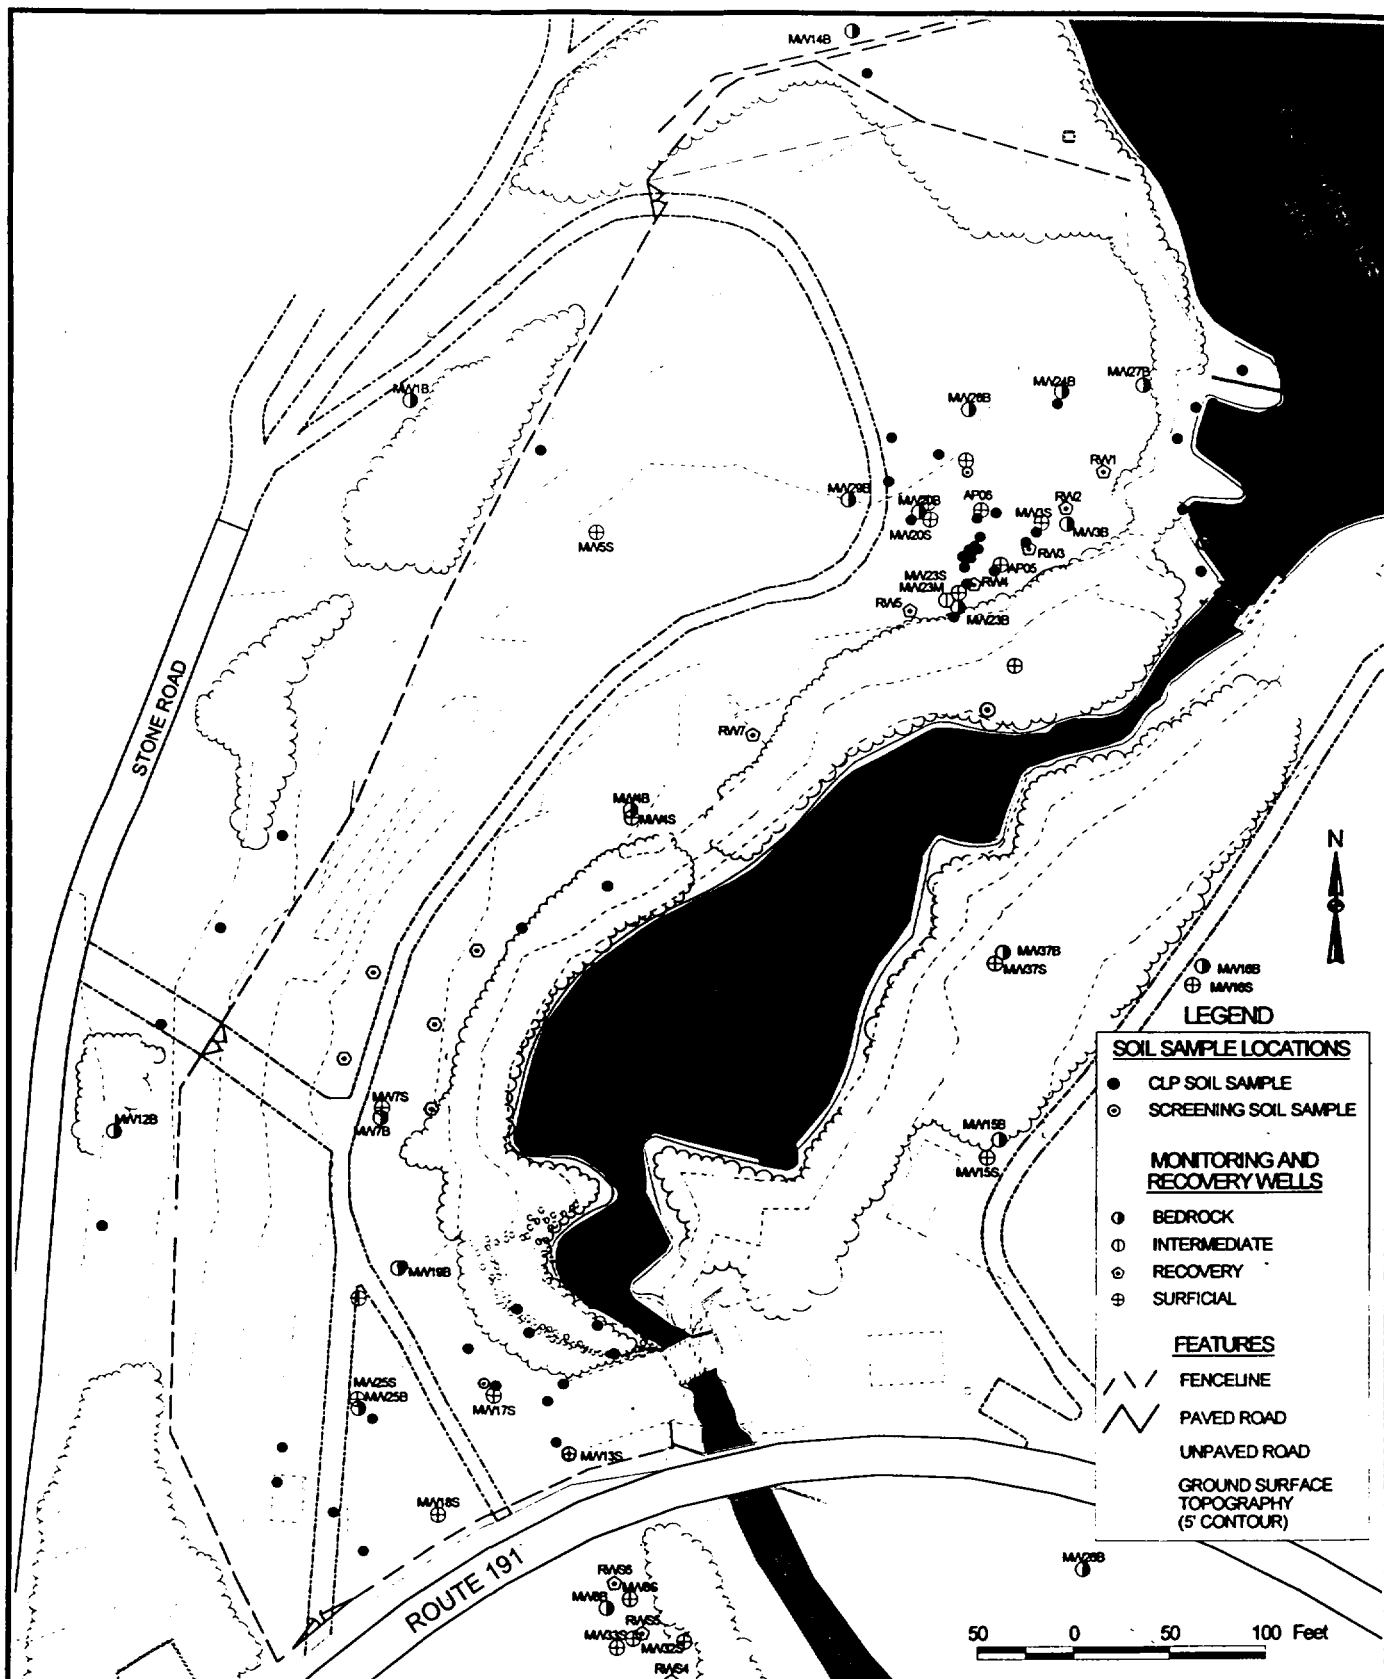 MW14B
MW1B
MW24B
MW27B
MW26B
RW1
MW29B
MW20B
AP06
RW2
MW3S
MW5S
MW20S
MW3B
RW3
MW23S
AP05
MW23M
RW4
RW5
MW23B
STONE ROAD
RW7
MW4B
MW4S
N
MW37B
MW37S
MW16B
MW16S
LEGEND
SOIL SAMPLE LOCATIONS
CLP SOIL SAMPLE
SCREENING SOIL SAMPLE
MONITORING AND
RECOVERY WELLS
BEDROCK
INTERMEDIATE
RECOVERY
SURFICIAL
FEATURES
FENCELINE
PAVED ROAD
UNPAVED ROAD
GROUND SURFACE
TOPOGRAPHY
(5' CONTOUR)
MW7S
MW7B
MW12B
MW15B
MW15S
MW19B
MW25S
MW25B
MW17S
MW13S
MW18S
ROUTE 191
RWS6
MW6S
MW6B
RWS5
MW33S
MW32S
RWS4
50 0 50 100 Feet